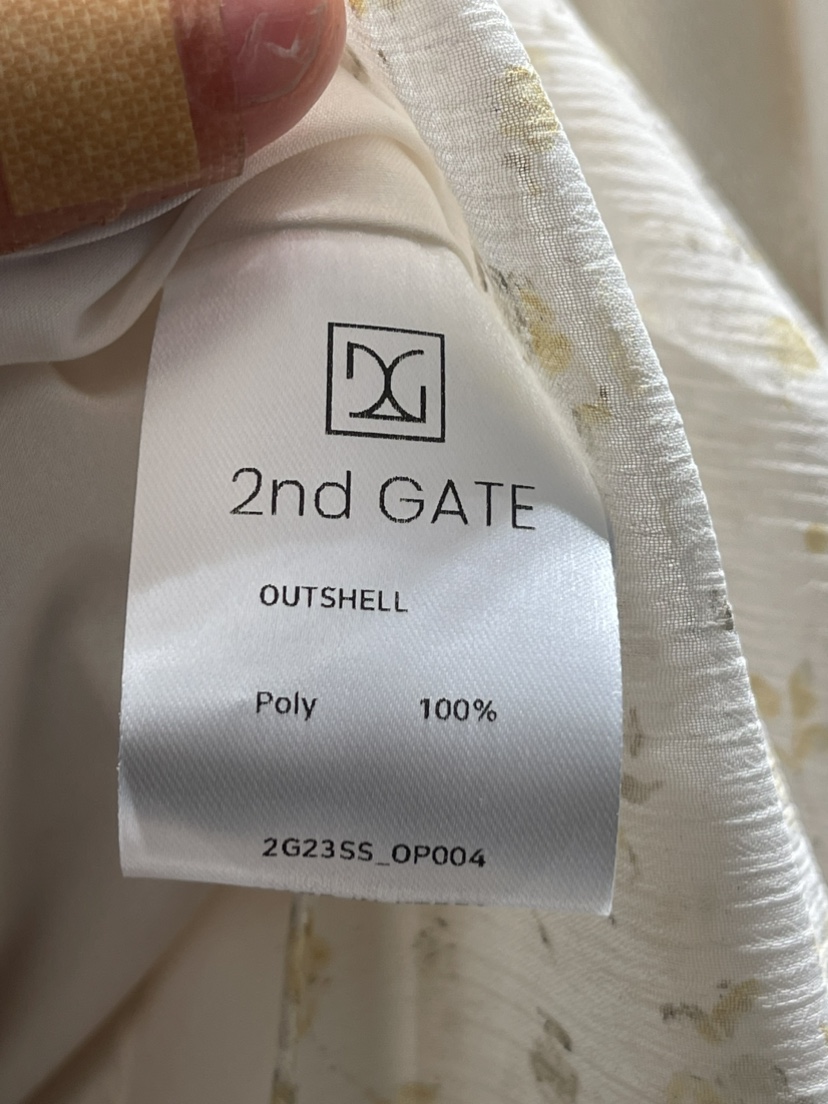 2nd GATE
OUTSHELL
Poly 100%
2G23SS_OP004